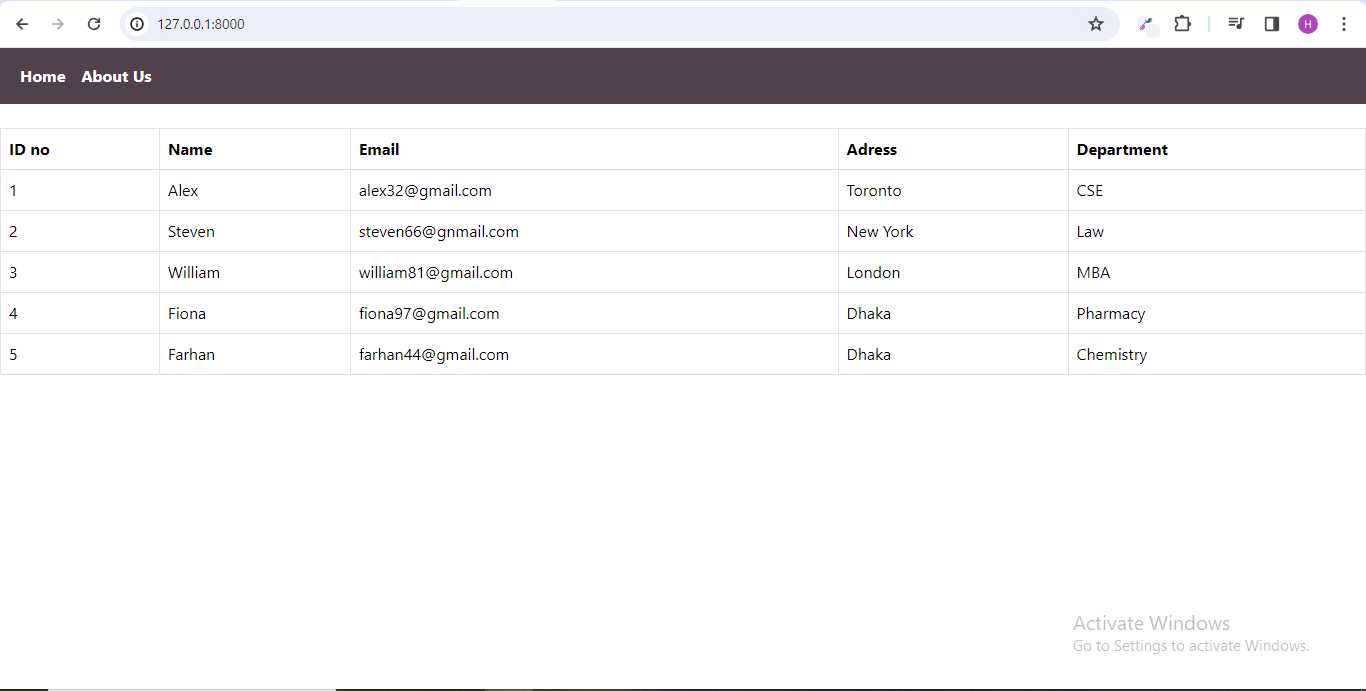 127.0.0.1:8000
H
Home About Us
ID no Name Email Adress Department
1 Alex alex32@gmail.com Toronto CSE
2 Steven steven66@gnmail.com New York Law
3 William william81@gmail.com London MBA
4 Fiona fiona97@gmail.com Dhaka Pharmacy
5 Farhan farhan44@gmail.com Dhaka Chemistry
Activate Windows
Go to Settings to activate Windows.